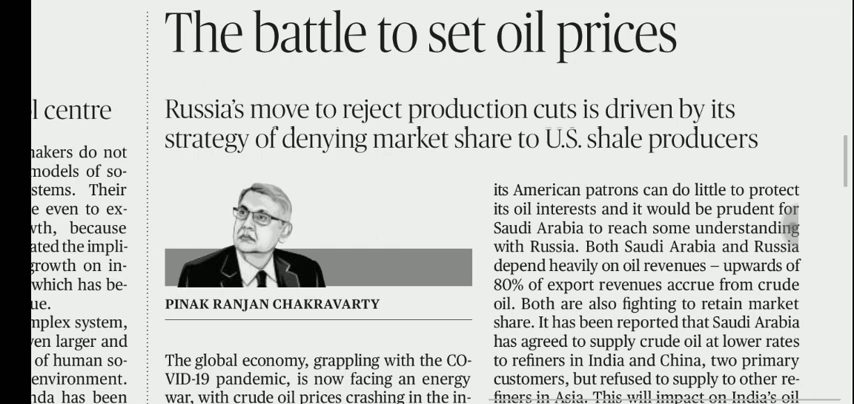 The battle to set oil prices
Russia's move to reject production cuts is driven by its
strategy of denying market share to U.S. shale producers
l centre
makers do not
models of so-
stems. Their
e even to ex-
wth, because
ated the impli-
growth on in-
which has be-
ue.
mplex system,
ven larger and
of human so-
environment.
nda has been
PINAK RANJAN CHAKRAVARTY
The global economy, grappling with the CO-
VID-19 pandemic, is now facing an energy
war, with crude oil prices crashing in the in-
its American patrons can do little to protect
its oil interests and it would be prudent for
Saudi Arabia to reach some understanding
with Russia. Both Saudi Arabia and Russia
depend heavily on oil revenues – upwards of
80% of export revenues accrue from crude
oil. Both are also fighting to retain market
share. It has been reported that Saudi Arabia
has agreed to supply crude oil at lower rates
to refiners in India and China, two primary
customers, but refused to supply to other re-
finers in Asia. This will impact on India's oil